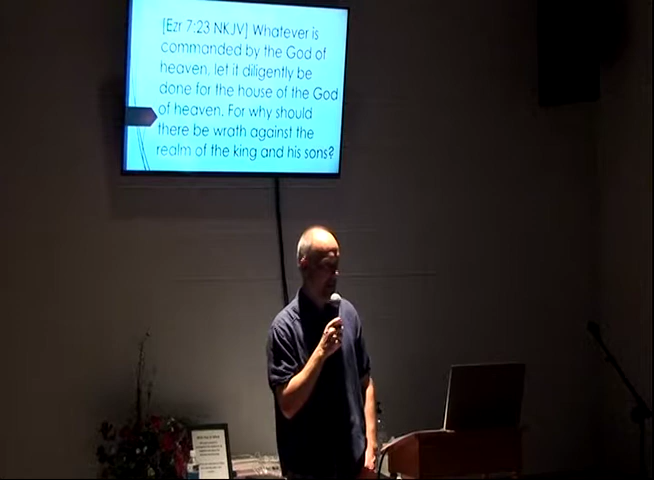 [Ezr 7:23 NKJV] Whatever is
commanded by the God of
heaven, let it diligently be
done for the house of the God
of heaven. For why should
there be wrath against the
realm of the king and his sons?